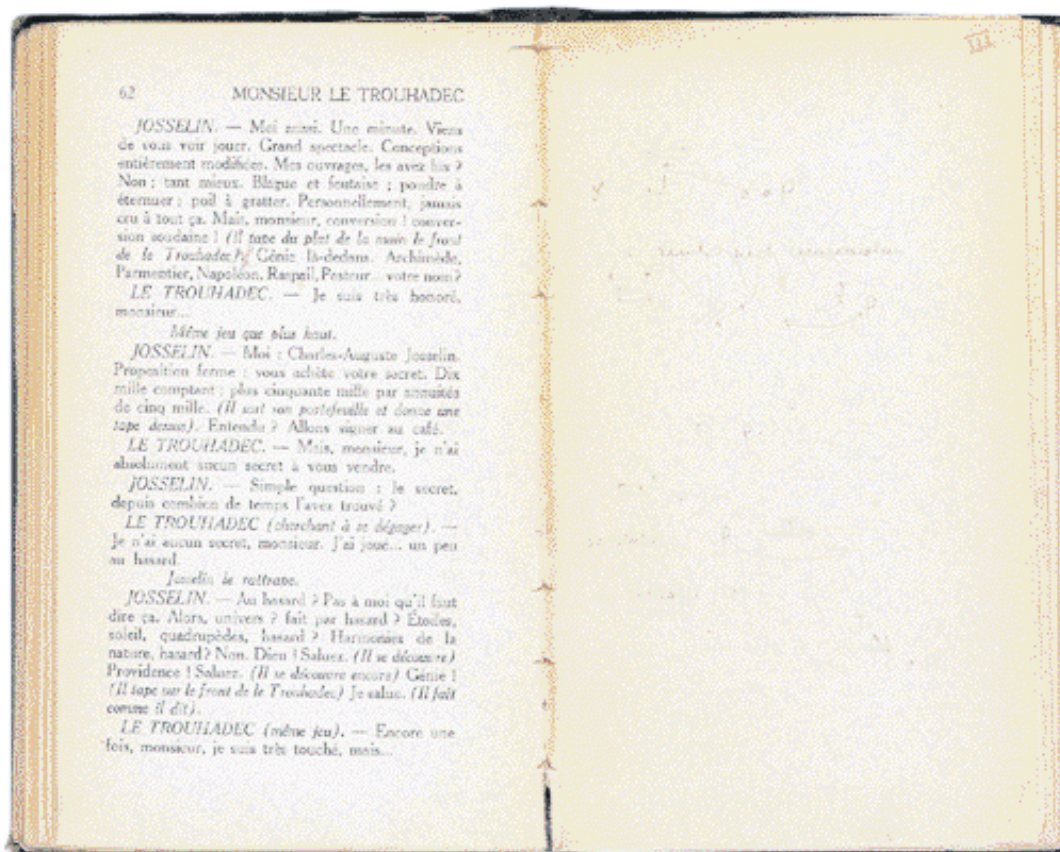 62 MONSIEUR LE TROUHADEC
JOSSELIN. — Moi aussi. Une minute. Viens
de vous voir jouer. Grand spectacle. Conceptions
entièrement modifiées. Mes ouvrages, les avez lus ?
Non ; tant mieux. Blague et foutaise ; poudre à
éternuer ; poil à gratter. Personnellement, jamais
cru à tout ça. Mais, monsieur, conversion ! conver-
sion soudaine ! (Il tape du plat de la main le front
de le Trouhadec). Génie là-dedans. Archimède,
Parmentier, Napoléon, Raspail, Pasteur... votre nom ?
LE TROUHADEC. — Je suis très honoré,
monsieur...
Même jeu que plus haut.
JOSSELIN. — Moi : Charles-Auguste Josselin.
Proposition ferme : vous achète votre secret. Dix
mille comptant ; plus cinquante mille par annuités
de cinq mille. (Il sort son portefeuille et donne une
tape dessus). Entendu ? Allons signer au café.
LE TROUHADEC. — Mais, monsieur, je n'ai
absolument aucun secret à vous vendre.
JOSSELIN. — Simple question : le secret,
depuis combien de temps l'avez trouvé ?
LE TROUHADEC (cherchant à se dégager). —
Je n'ai aucun secret, monsieur. J'ai joué... un peu
au hasard.
Josselin le rattrape.
JOSSELIN. — Au hasard ? Pas à moi qu'il faut
dire ça. Alors, univers ? fait par hasard ? Étoiles,
soleil, quadrupèdes, hasard ? Harmonies de la
nature, hasard ? Non. Dieu ! Saluez. (Il se découvre)
Providence ! Saluez. (Il se découvre encore) Génie !
(Il tape sur le front de le Trouhadec) Je salue. (Il fait
comme il dit).
LE TROUHADEC (même jeu). — Encore une
fois, monsieur, je suis très touché, mais...
III